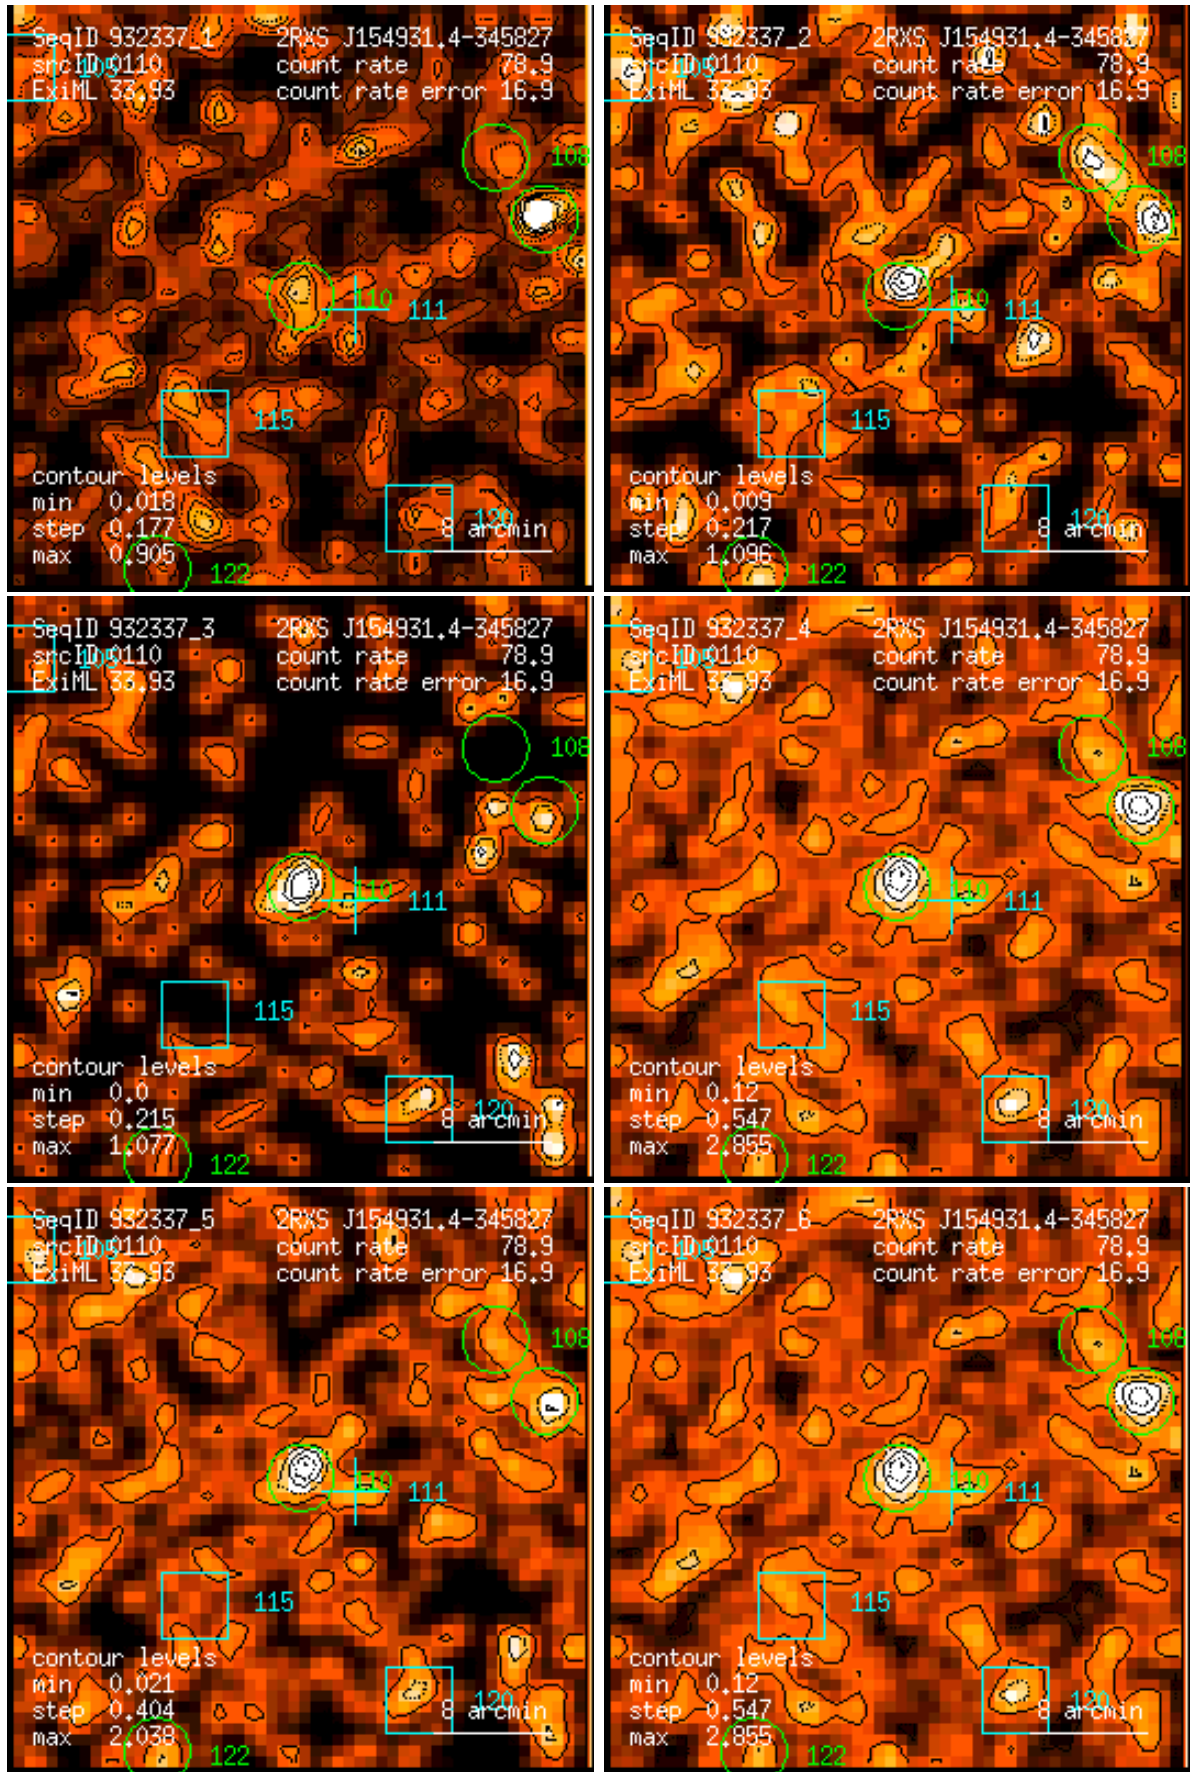 SeqID 932337_1 2RXS J154931.4-345827
srcID 0110 count rate 78.9
105
ExiML 33.93 count rate error 16.9
108
110
111
115
contour levels
min 0.018
step 0.177
120
8 arcmin
max 0.905
122
SeqID 932337_2 2RXS J154931.4-345827
srcID 0110 count rate 78.9
105
ExiML 33.93 count rate error 16.9
108
110
111
115
contour levels
min 0.009
step 0.217
120
8 arcmin
max 1.096
122
SeqID 932337_3 2RXS J154931.4-345827
srcID 0110 count rate 78.9
105
ExiML 33.93 count rate error 16.9
108
110
111
115
contour levels
min 0.0
step 0.215
120
8 arcmin
max 1.077
122
SeqID 932337_4 2RXS J154931.4-345827
srcID 0110 count rate 78.9
105
ExiML 33.93 count rate error 16.9
108
110
111
115
contour levels
min 0.12
step 0.547
120
8 arcmin
max 2.855
122
SeqID 932337_5 2RXS J154931.4-345827
srcID 0110 count rate 78.9
105
ExiML 33.93 count rate error 16.9
108
110
111
115
contour levels
min 0.021
step 0.404
120
8 arcmin
max 2.038
122
SeqID 932337_6 2RXS J154931.4-345827
srcID 0110 count rate 78.9
105
ExiML 33.93 count rate error 16.9
108
110
111
115
contour levels
min 0.12
step 0.547
120
8 arcmin
max 2.855
122